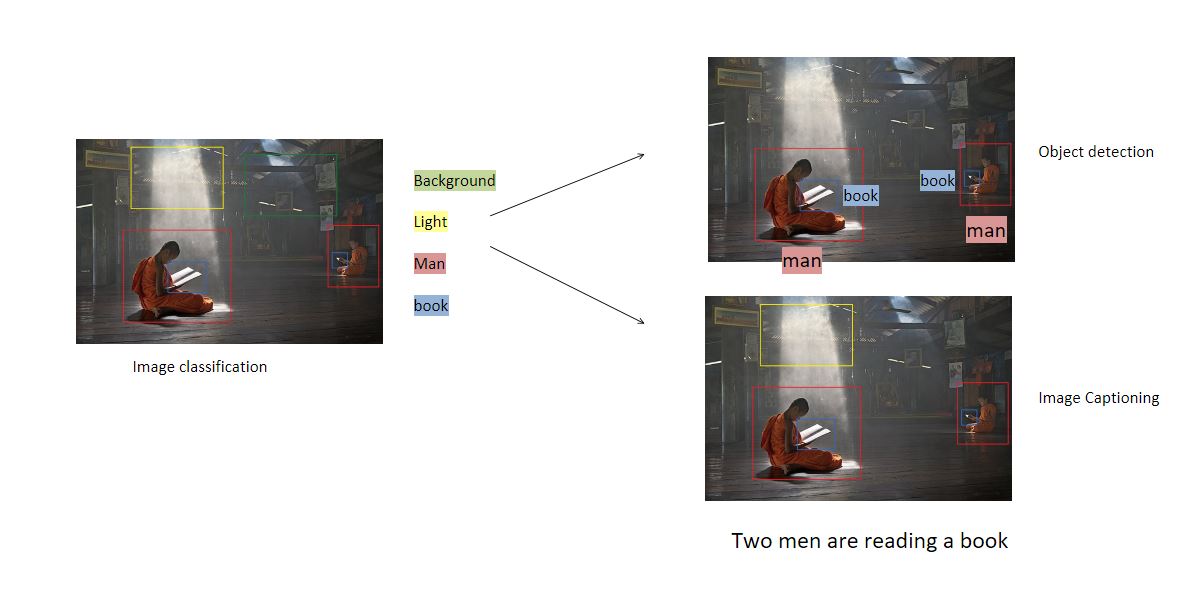 Background
Light
Man
book
Image classification
book
book
man
man
Object detection
Image Captioning
Two men are reading a book